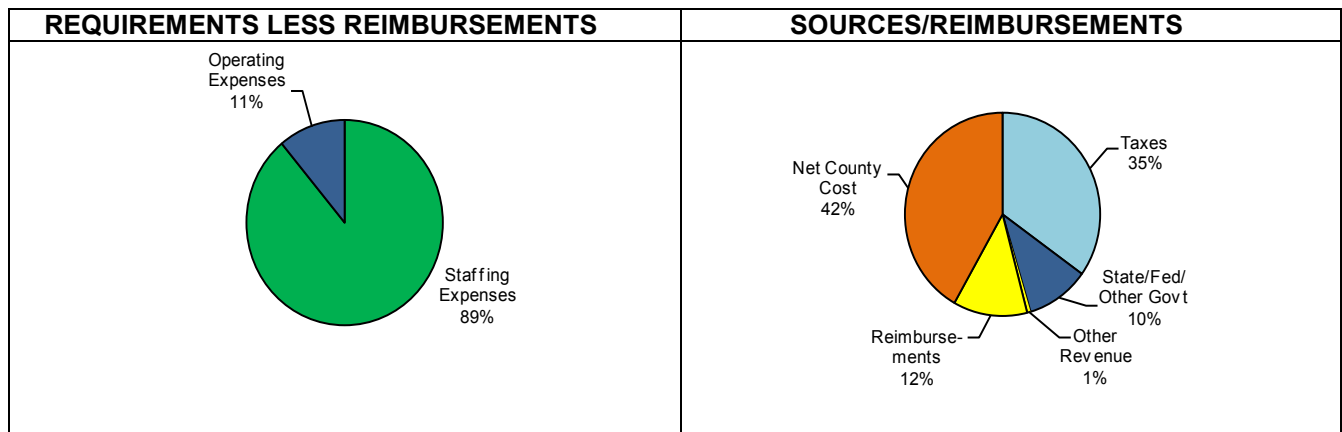 REQUIREMENTS LESS REIMBURSEMENTS
Operating
Expenses
11%
Staffing
Expenses
89%
SOURCES/REIMBURSEMENTS
Taxes
35%
Net County
Cost
42%
State/Fed/
Other Govt
10%
Other
Revenue
1%
Reimburse-
ments
12%